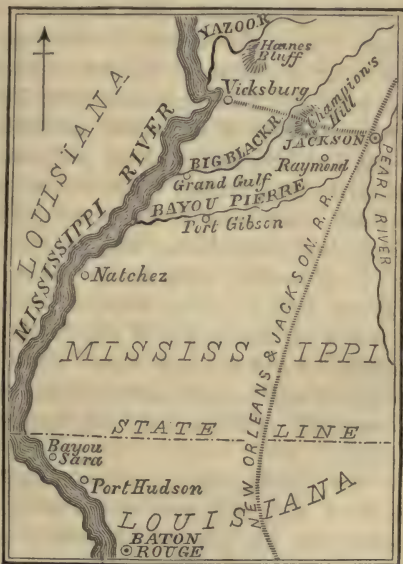 YAZOO R.
Haines
Bluff
Vicksburg
Champion's
Hill
JACKSON
BIG BLACK R.
Raymond
Grand Gulf
BAYOU PIERRE
Port Gibson
PEARL RIVER
LOUISIANA
MISSISSIPPI RIVER
Natchez
MISSISSIPPI
NEW ORLEANS & JACKSON R.R.
STATE LINE
Bayou
Sara
Port Hudson
LOUISIANA
BATON
ROUGE